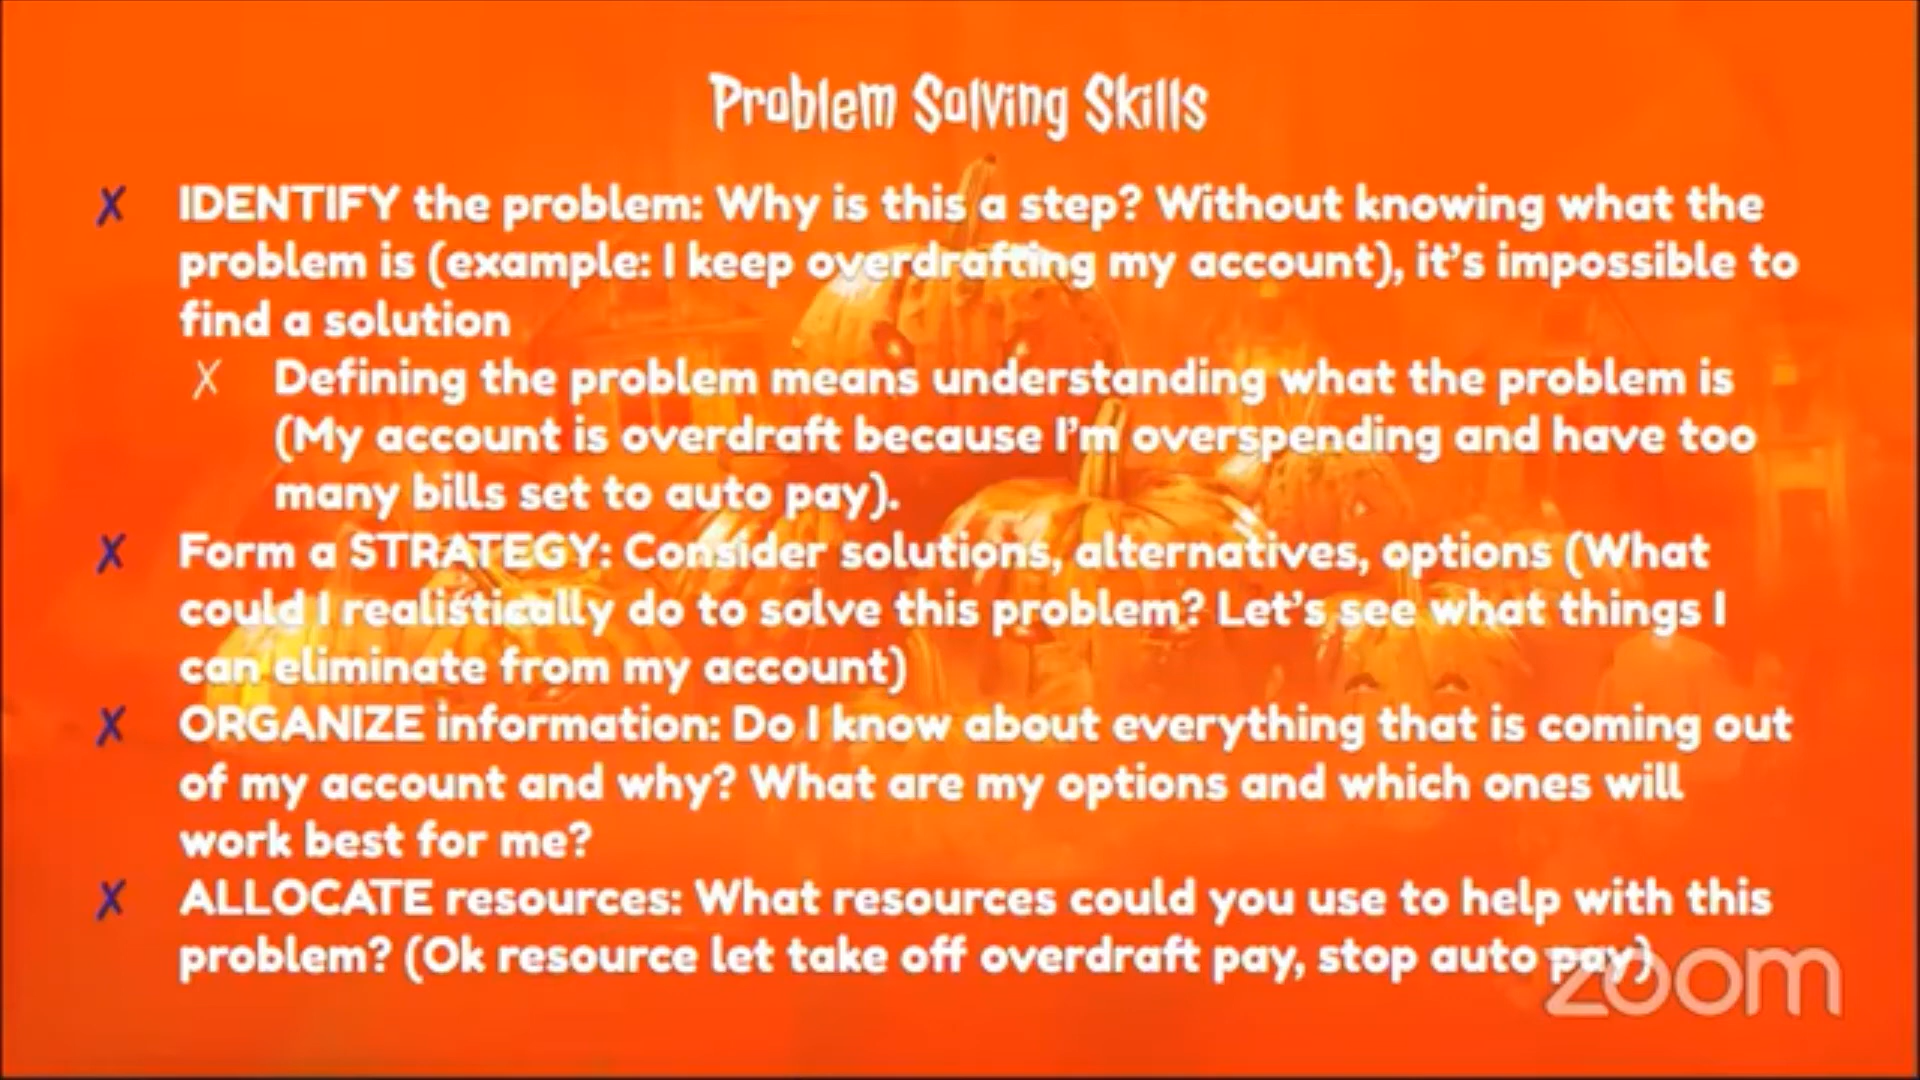 Problem Solving Skills
✗ IDENTIFY the problem: Why is this a step? Without knowing what the
problem is (example: I keep overdrafting my account), it's impossible to
find a solution
✗ Defining the problem means understanding what the problem is
(My account is overdraft because I'm overspending and have too
many bills set to auto pay).
✗ Form a STRATEGY: Consider solutions, alternatives, options (What
could I realistically do to solve this problem? Let's see what things I
can eliminate from my account)
✗ ORGANIZE information: Do I know about everything that is coming out
of my account and why? What are my options and which ones will
work best for me?
✗ ALLOCATE resources: What resources could you use to help with this
problem? (Ok resource let take off overdraft pay, stop auto pay)
zoom